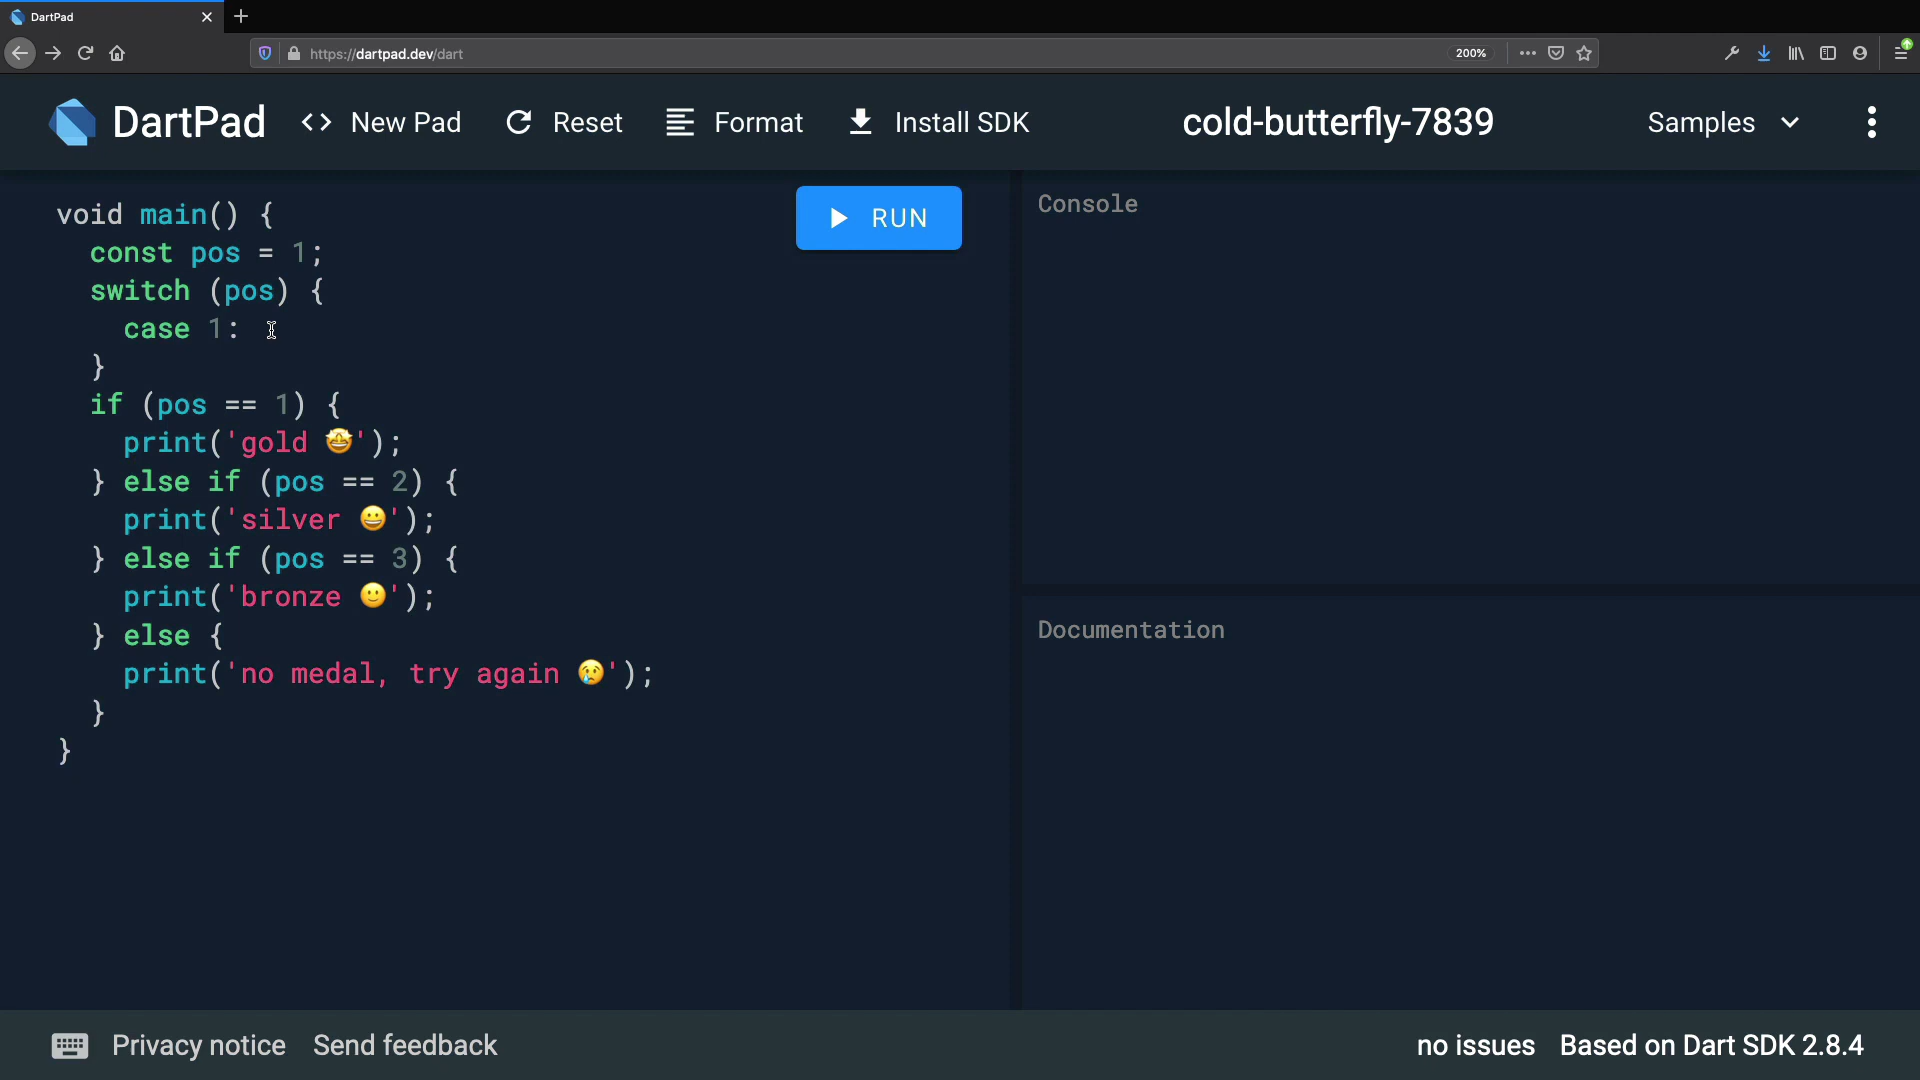 DartPad
https://dartpad.dev/dart
200%
DartPad
<> New Pad
Reset
Format
Install SDK
cold-butterfly-7839
Samples
void main() {
  const pos = 1;
  switch (pos) {
    case 1:
  }
  if (pos == 1) {
    print('gold 🤩');
  } else if (pos == 2) {
    print('silver 😀');
  } else if (pos == 3) {
    print('bronze 🙂');
  } else {
    print('no medal, try again 😢');
  }
}
RUN
Console
Documentation
Privacy notice
Send feedback
no issues
Based on Dart SDK 2.8.4